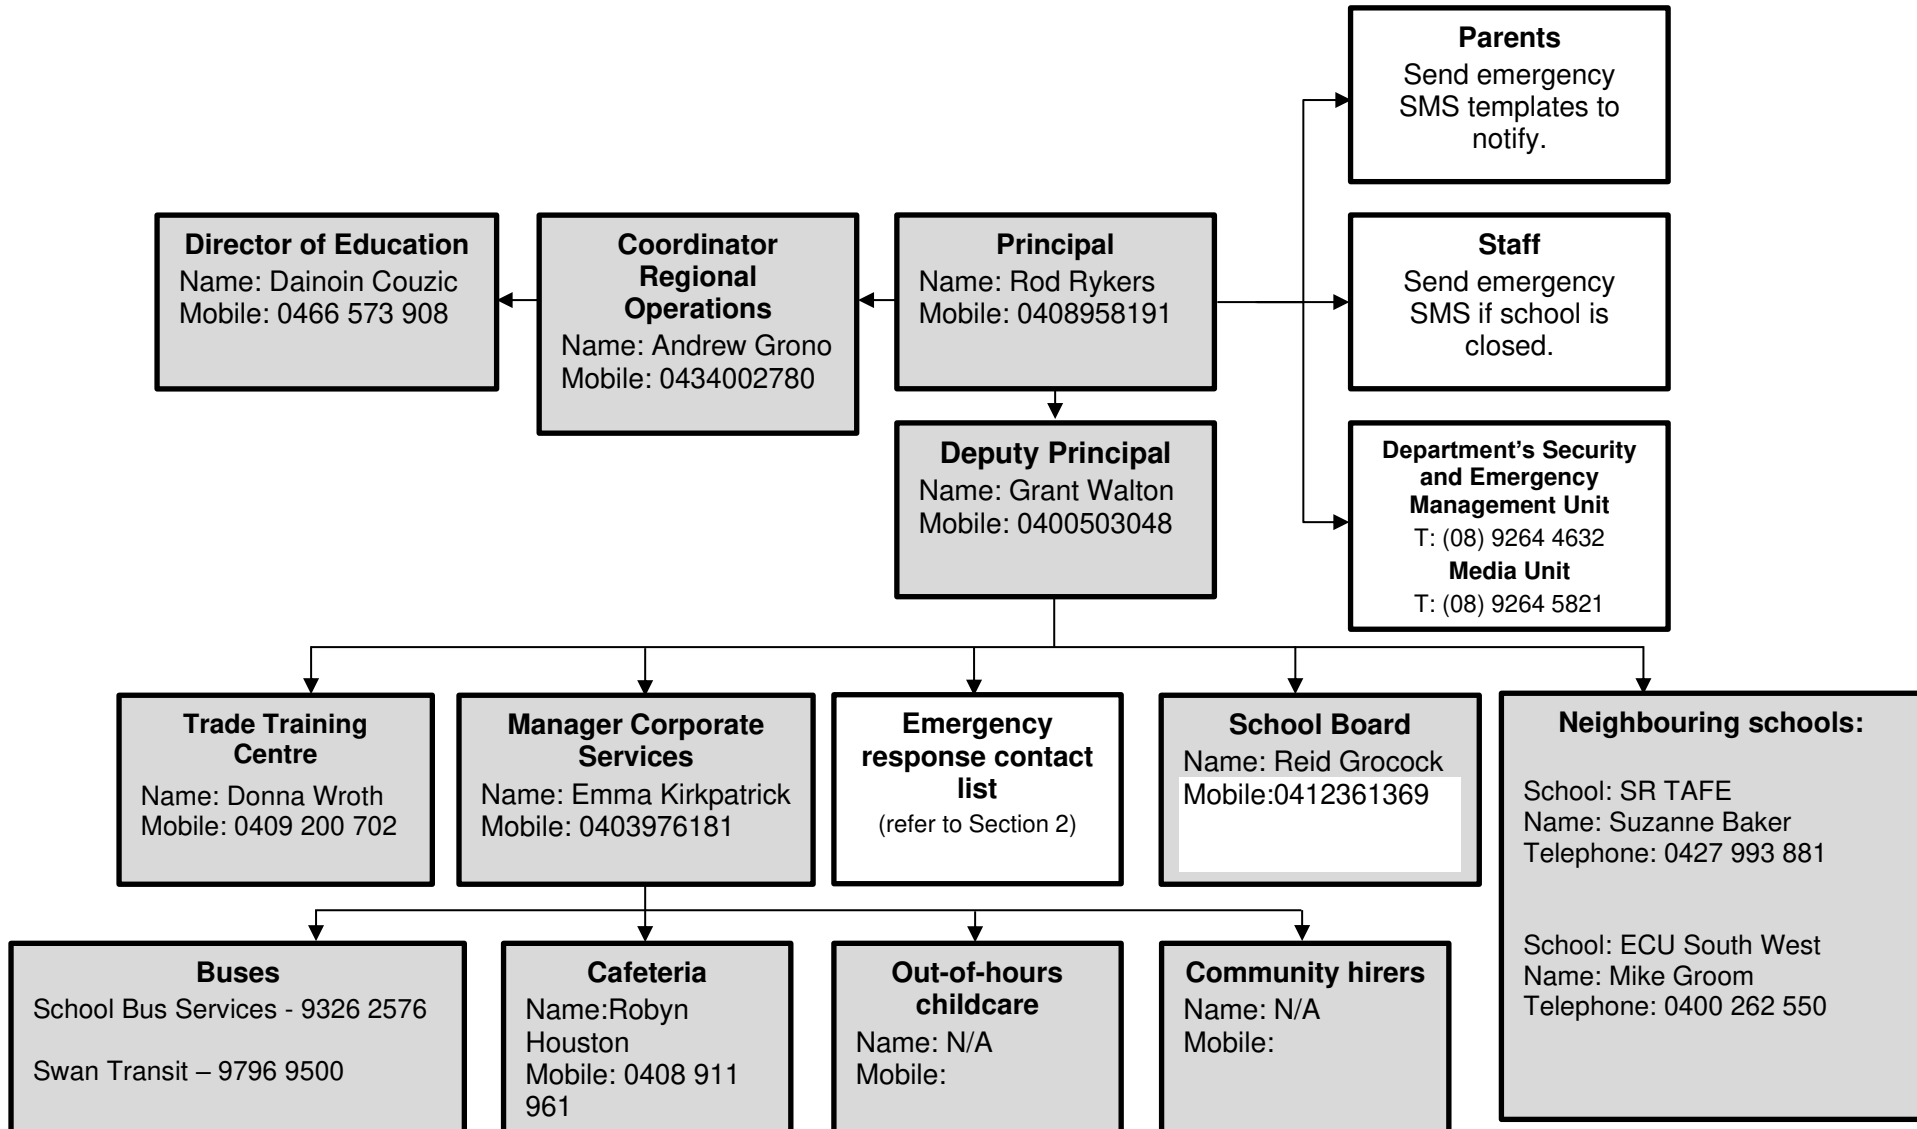 Parents
Send emergency
SMS templates to
notify.
Director of Education
Name: Dainoin Couzic
Mobile: 0466 573 908
Coordinator
Regional
Operations
Name: Andrew Grono
Mobile: 0434002780
Principal
Name: Rod Rykers
Mobile: 0408958191
Staff
Send emergency
SMS if school is
closed.
Deputy Principal
Name: Grant Walton
Mobile: 0400503048
Department’s Security
and Emergency
Management Unit
T: (08) 9264 4632
Media Unit
T: (08) 9264 5821
Trade Training
Centre
Name: Donna Wroth
Mobile: 0409 200 702
Manager Corporate
Services
Name: Emma Kirkpatrick
Mobile: 0403976181
Emergency
response contact
list
(refer to Section 2)
School Board
Name: Reid Grocock
Mobile:0412361369
Neighbouring schools:
School: SR TAFE
Name: Suzanne Baker
Telephone: 0427 993 881
School: ECU South West
Name: Mike Groom
Telephone: 0400 262 550
Buses
School Bus Services - 9326 2576
Swan Transit – 9796 9500
Cafeteria
Name:Robyn
Houston
Mobile: 0408 911
961
Out-of-hours
childcare
Name: N/A
Mobile:
Community hirers
Name: N/A
Mobile: